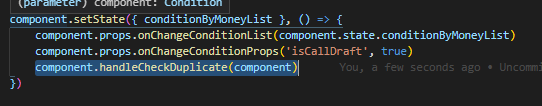 (parameter) component: Condition
component.setState({ conditionByMoneyList }, () => {
component.props.onChangeConditionList(component.state.conditionByMoneyList)
component.props.onChangeConditionProps('isCallDraft', true)
component.handleCheckDuplicate(component) You, a few seconds ago • Uncommi
})